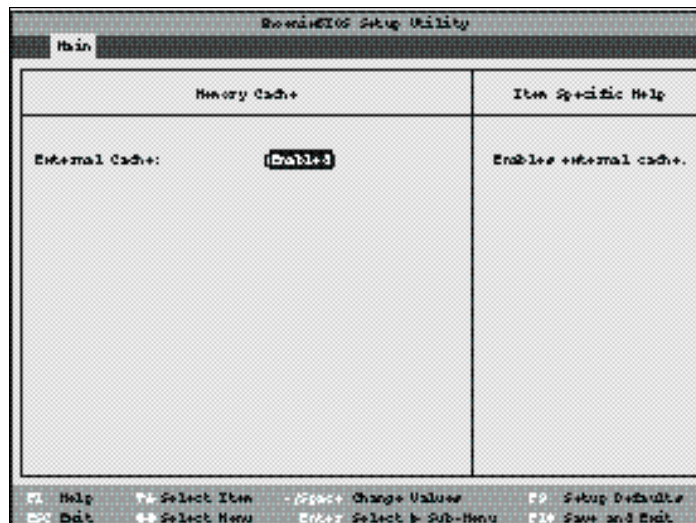 PhoenixBIOS Setup Utility
Main
Memory Cache
Item Specific Help
External Cache:
[Enabled]
Enables external cache.
F1 Help ↑↓ Select Item -/Space Change Values F9 Setup Defaults
ESC Exit ↔ Select Menu Enter Select ▶ Sub-Menu F10 Save and Exit